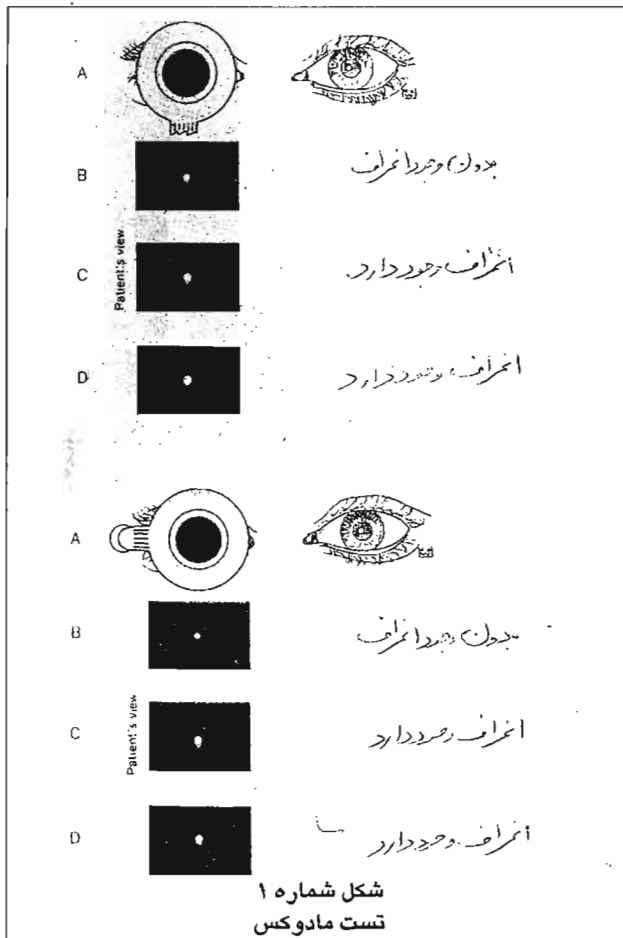 A
B
بدون وجود انحراف
Patient's view
C
انحراف وجود دارد.
D
انحراف وجود دارد
A
B
بدون وجود انحراف
Patient's view
C
انحراف وجود دارد
D
انحراف وجود دارد
شکل شماره ۱
تست مادوکس